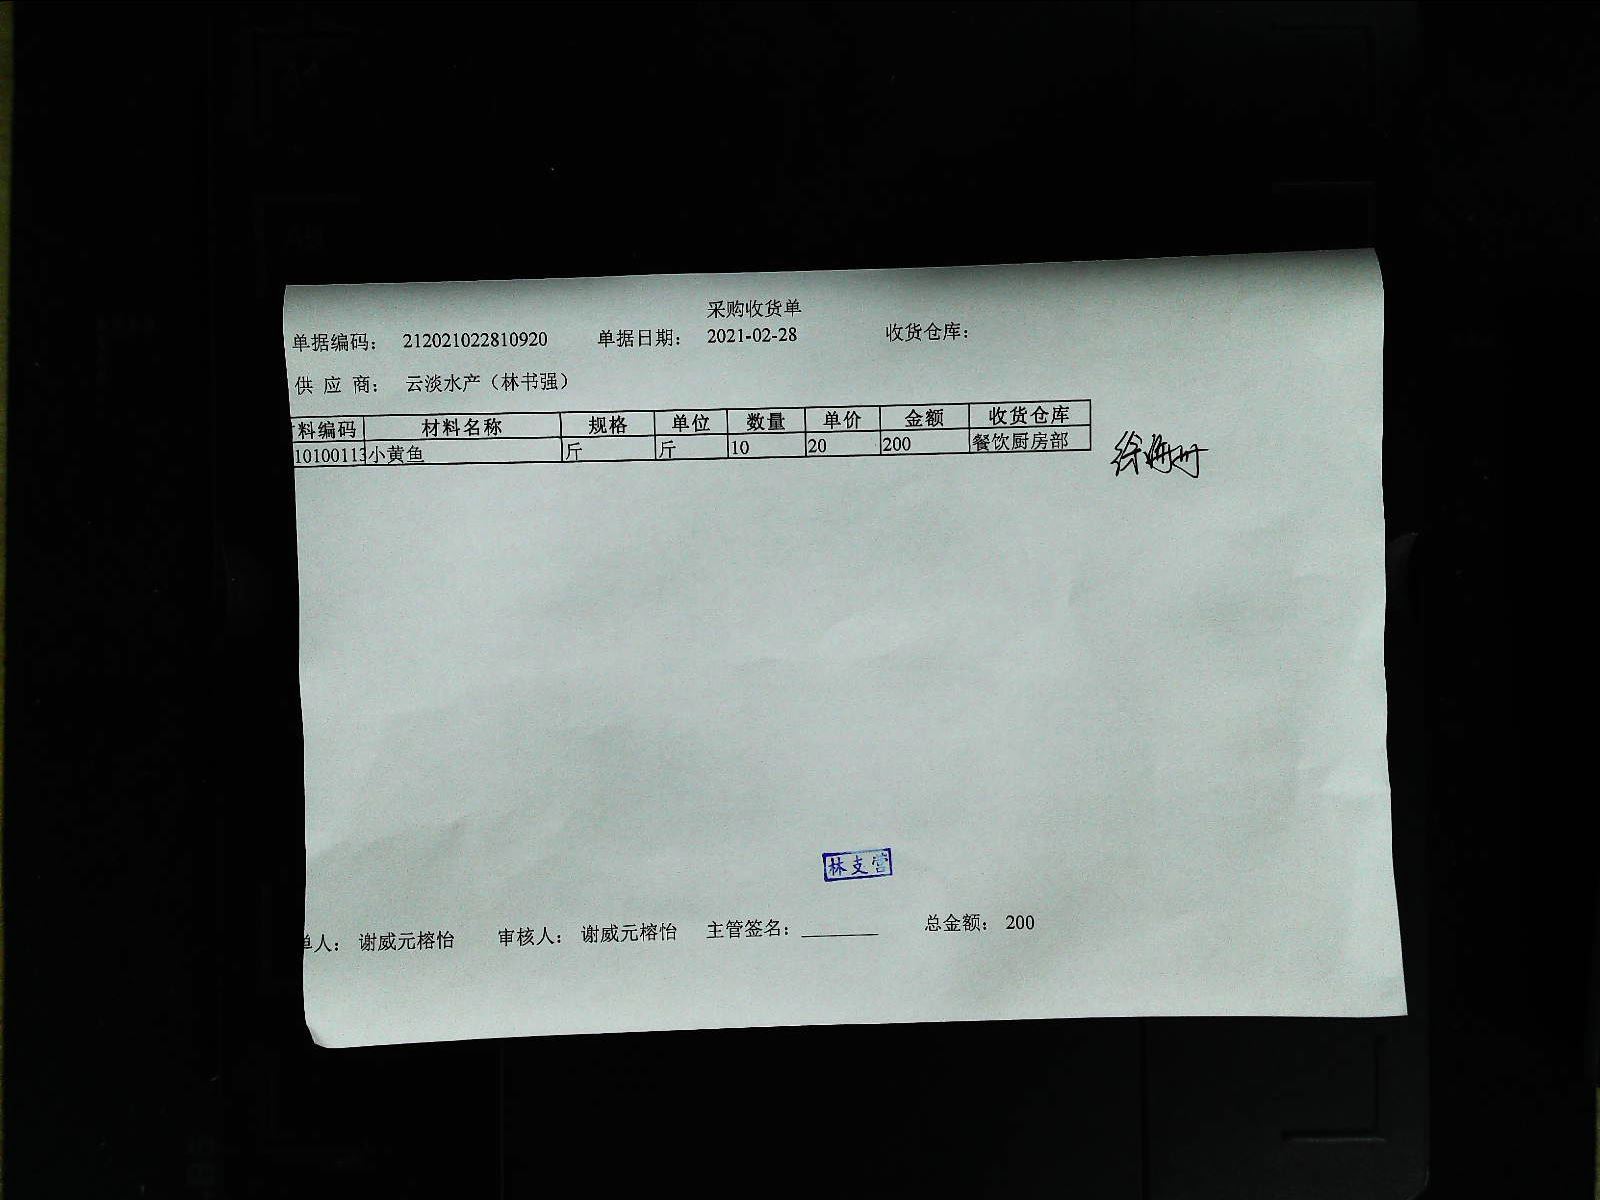 采购收货单
单据编码： 212021022810920 单据日期： 2021-02-28 收货仓库：
供 应 商： 云淡水产（林书强）
料编码 材料名称 规格 单位 数量 单价 金额 收货仓库
10100113 小黄鱼 斤 斤 10 20 200 餐饮厨房部
林支营
单人： 谢威元榕怡 审核人： 谢威元榕怡 主管签名：________ 总金额： 200